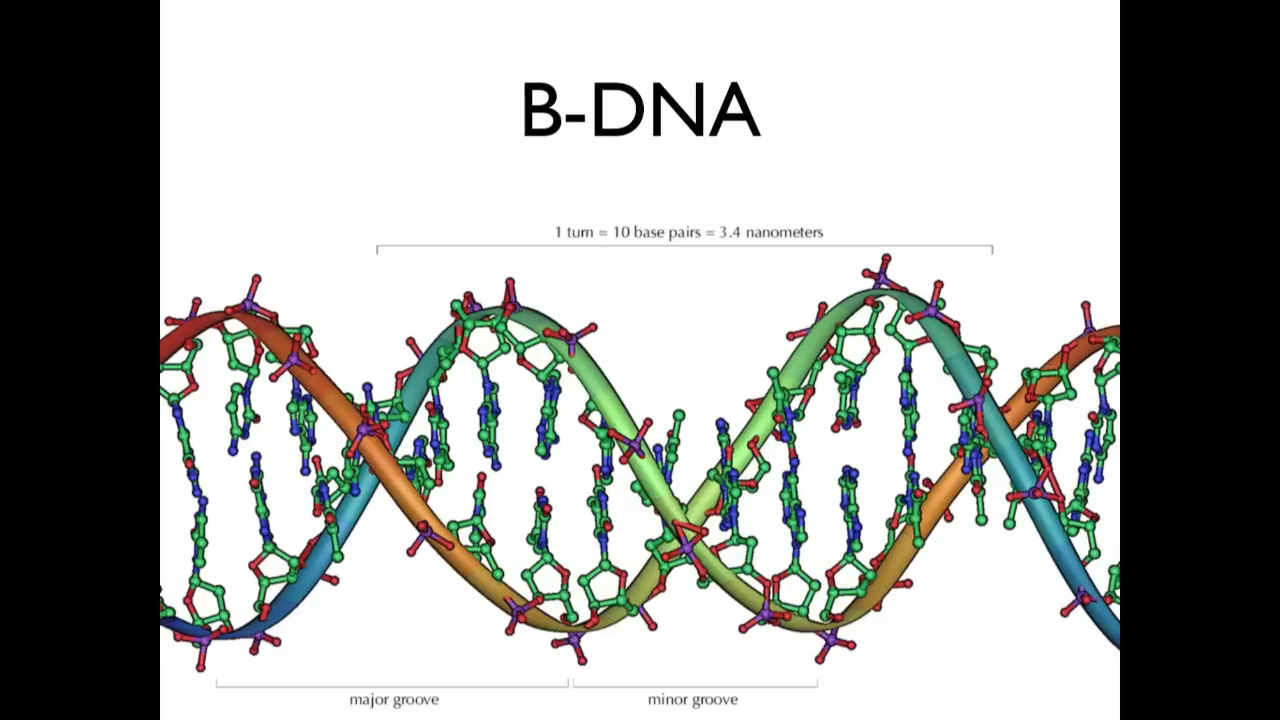 B-DNA
1 turn = 10 base pairs = 3.4 nanometers
major groove
minor groove